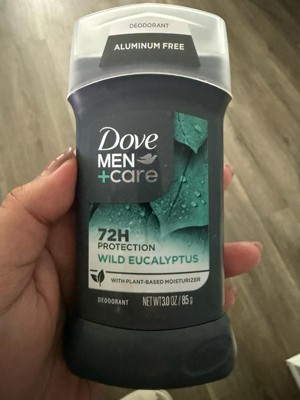 DEODORANT
ALUMINUM FREE
Dove
MEN
+care
72H
PROTECTION
WILD EUCALYPTUS
WITH PLANT-BASED MOISTURIZER
DEODORANT NET WT 3.0 OZ / 85 g